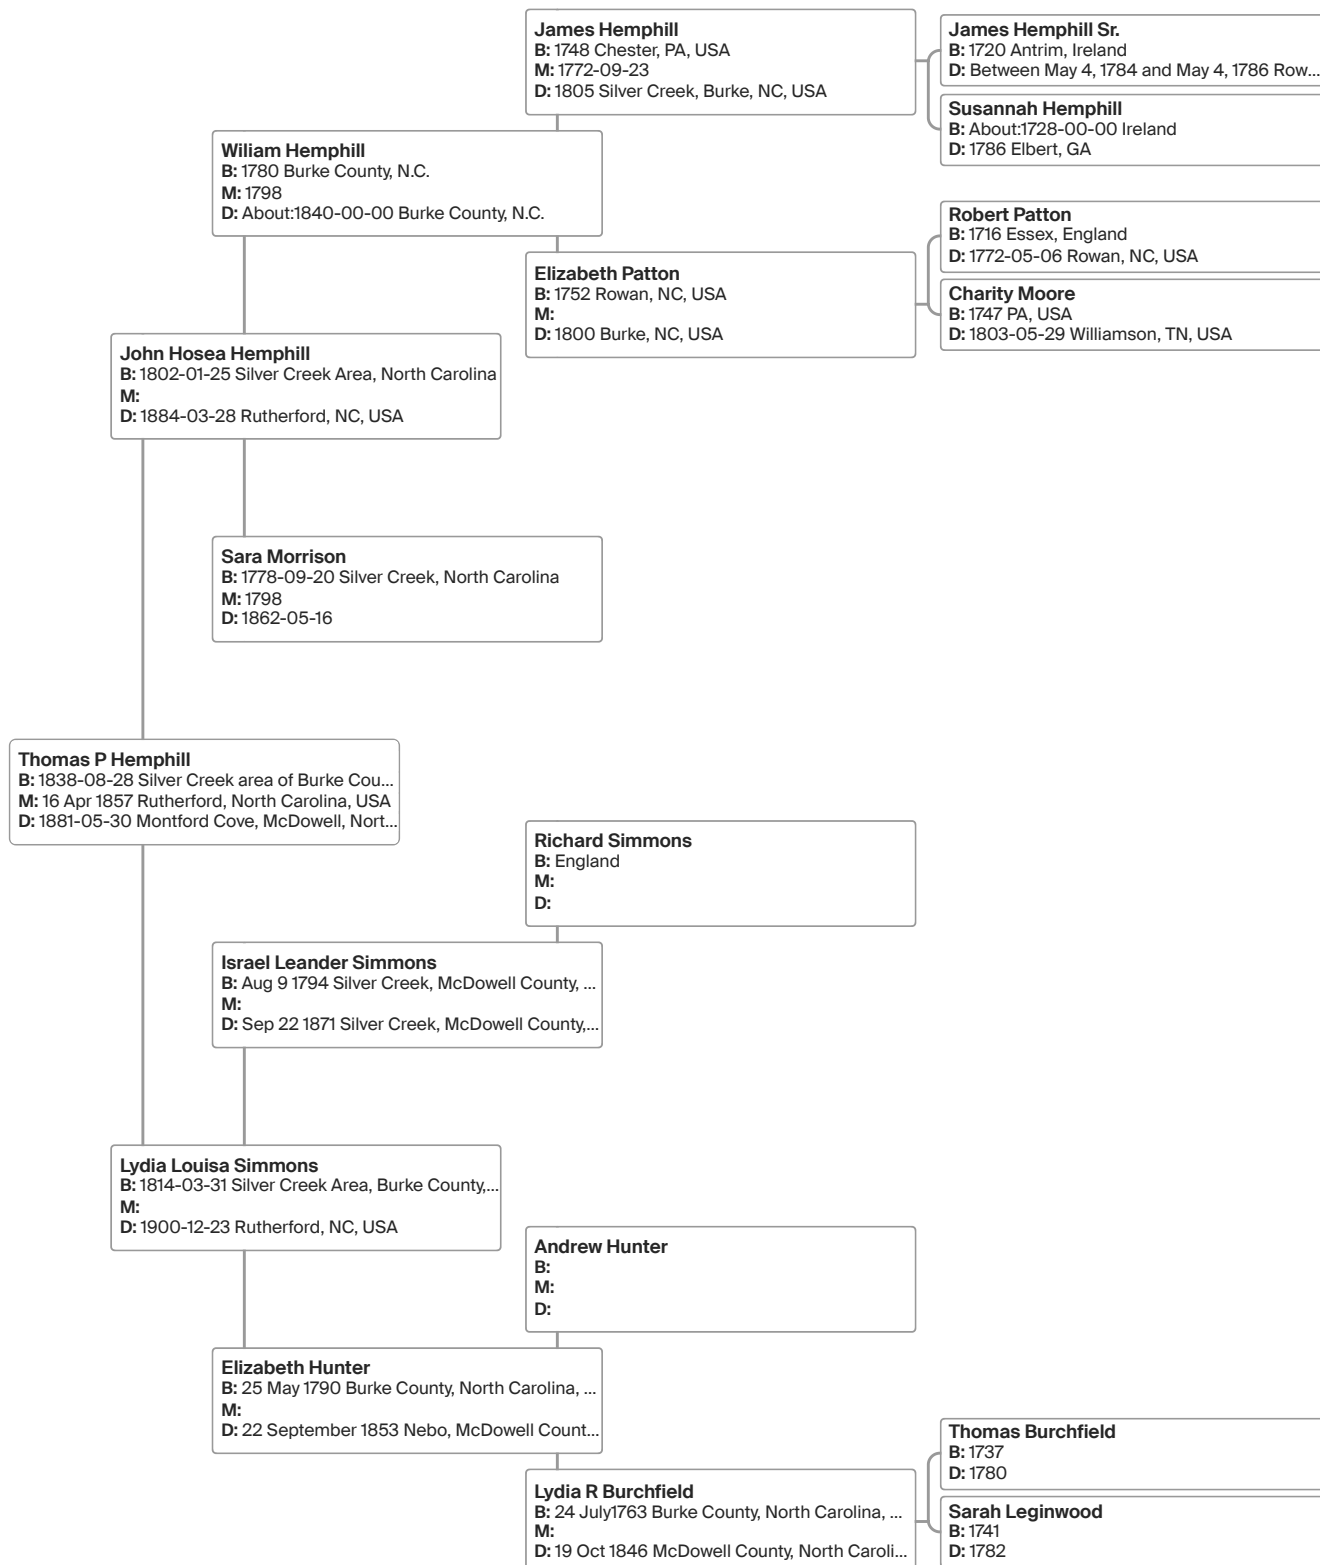 James Hemphill
B: 1748 Chester, PA, USA
M: 1772-09-23
D: 1805 Silver Creek, Burke, NC, USA
James Hemphill Sr.
B: 1720 Antrim, Ireland
D: Between May 4, 1784 and May 4, 1786 Row...
Susannah Hemphill
B: About:1728-00-00 Ireland
D: 1786 Elbert, GA
Wiliam Hemphill
B: 1780 Burke County, N.C.
M: 1798
D: About:1840-00-00 Burke County, N.C.
Robert Patton
B: 1716 Essex, England
D: 1772-05-06 Rowan, NC, USA
Elizabeth Patton
B: 1752 Rowan, NC, USA
M:
D: 1800 Burke, NC, USA
Charity Moore
B: 1747 PA, USA
D: 1803-05-29 Williamson, TN, USA
John Hosea Hemphill
B: 1802-01-25 Silver Creek Area, North Carolina
M:
D: 1884-03-28 Rutherford, NC, USA
Sara Morrison
B: 1778-09-20 Silver Creek, North Carolina
M: 1798
D: 1862-05-16
Thomas P Hemphill
B: 1838-08-28 Silver Creek area of Burke Cou...
M: 16 Apr 1857 Rutherford, North Carolina, USA
D: 1881-05-30 Montford Cove, McDowell, Nort...
Richard Simmons
B: England
M:
D:
Israel Leander Simmons
B: Aug 9 1794 Silver Creek, McDowell County, ...
M:
D: Sep 22 1871 Silver Creek, McDowell County,...
Lydia Louisa Simmons
B: 1814-03-31 Silver Creek Area, Burke County,...
M:
D: 1900-12-23 Rutherford, NC, USA
Andrew Hunter
B:
M:
D:
Elizabeth Hunter
B: 25 May 1790 Burke County, North Carolina, ...
M:
D: 22 September 1853 Nebo, McDowell Count...
Thomas Burchfield
B: 1737
D: 1780
Lydia R Burchfield
B: 24 July1763 Burke County, North Carolina, ...
M:
D: 19 Oct 1846 McDowell County, North Caroli...
Sarah Leginwood
B: 1741
D: 1782